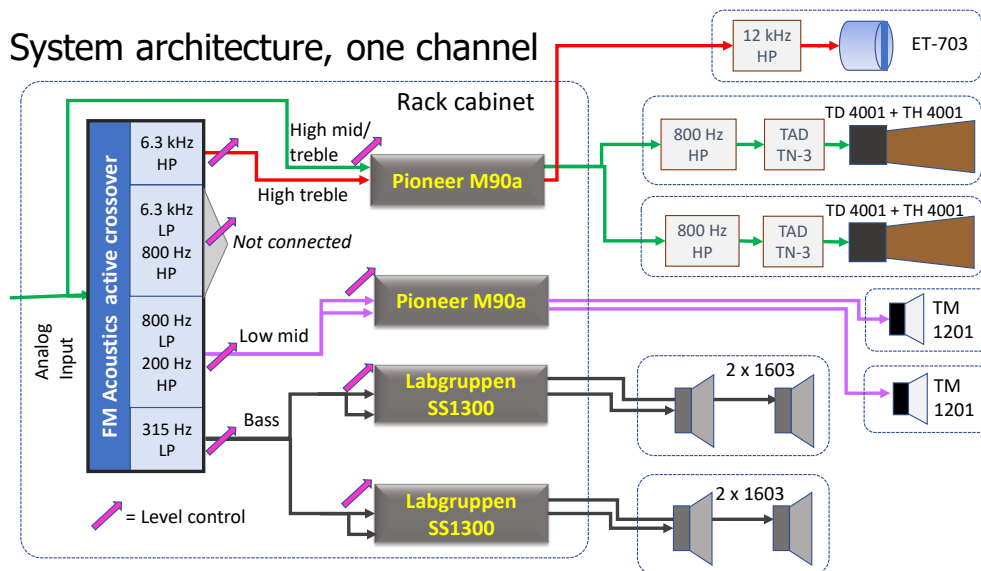 System architecture, one channel
Rack cabinet
12 kHz
HP
ET-703
FM Acoustics active crossover
6.3 kHz
HP
6.3 kHz
LP
800 Hz
HP
800 Hz
LP
200 Hz
HP
315 Hz
LP
High mid/
treble
High treble
Not connected
Low mid
Bass
Analog
Input
Pioneer M90a
Pioneer M90a
Labgruppen
SS1300
Labgruppen
SS1300
TD 4001 + TH 4001
800 Hz
HP
TAD
TN-3
TD 4001 + TH 4001
800 Hz
HP
TAD
TN-3
TM
1201
TM
1201
2 x 1603
2 x 1603
= Level control